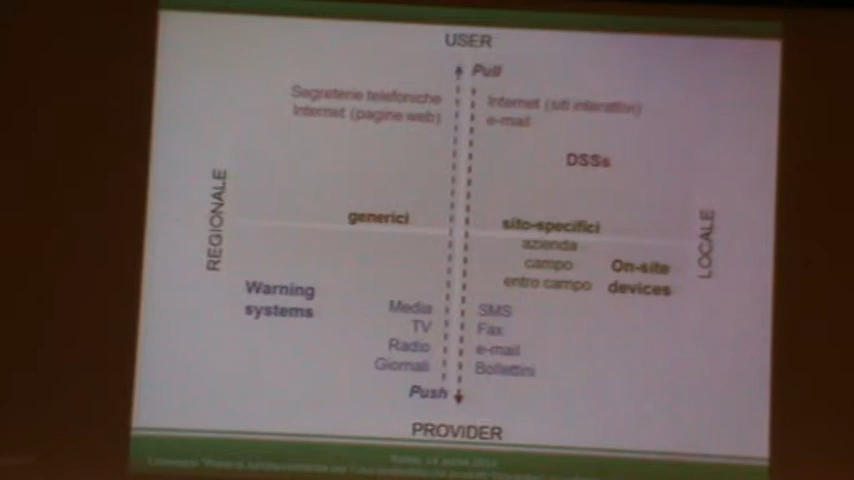 USER
Pull
Segreterie telefoniche
Internet (pagine web)
Internet (siti interattivi)
e-mail
DSSs
REGIONALE
LOCALE
generici
sito-specifici
azienda
campo
entro campo
On-site
devices
Warning
systems
Media
TV
Radio
Giornali
SMS
Fax
e-mail
Bollettini
Push
PROVIDER